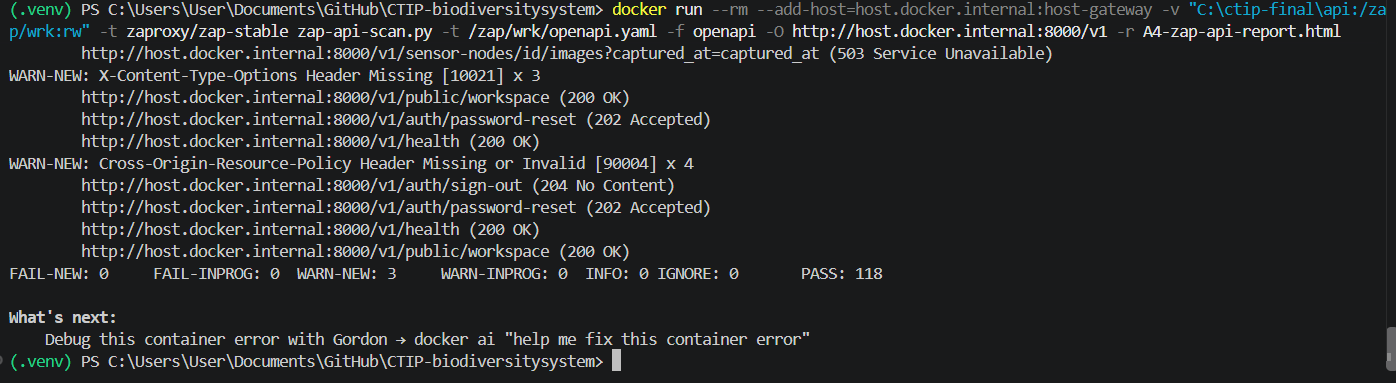 (.venv) PS C:\Users\User\Documents\GitHub\CTIP-biodiversitysystem> docker run --rm --add-host=host.docker.internal:host-gateway -v "C:\ctip-final\api:/za
p/wrk:rw" -t zaproxy/zap-stable zap-api-scan.py -t /zap/wrk/openapi.yaml -f openapi -O http://host.docker.internal:8000/v1 -r A4-zap-api-report.html
http://host.docker.internal:8000/v1/sensor-nodes/id/images?captured_at=captured_at (503 Service Unavailable)
WARN-NEW: X-Content-Type-Options Header Missing [10021] x 3
http://host.docker.internal:8000/v1/public/workspace (200 OK)
http://host.docker.internal:8000/v1/auth/password-reset (202 Accepted)
http://host.docker.internal:8000/v1/health (200 OK)
WARN-NEW: Cross-Origin-Resource-Policy Header Missing or Invalid [90004] x 4
http://host.docker.internal:8000/v1/auth/sign-out (204 No Content)
http://host.docker.internal:8000/v1/auth/password-reset (202 Accepted)
http://host.docker.internal:8000/v1/health (200 OK)
http://host.docker.internal:8000/v1/public/workspace (200 OK)
FAIL-NEW: 0 FAIL-INPROG: 0 WARN-NEW: 3 WARN-INPROG: 0 INFO: 0 IGNORE: 0 PASS: 118
What's next:
Debug this container error with Gordon → docker ai "help me fix this container error"
(.venv) PS C:\Users\User\Documents\GitHub\CTIP-biodiversitysystem>